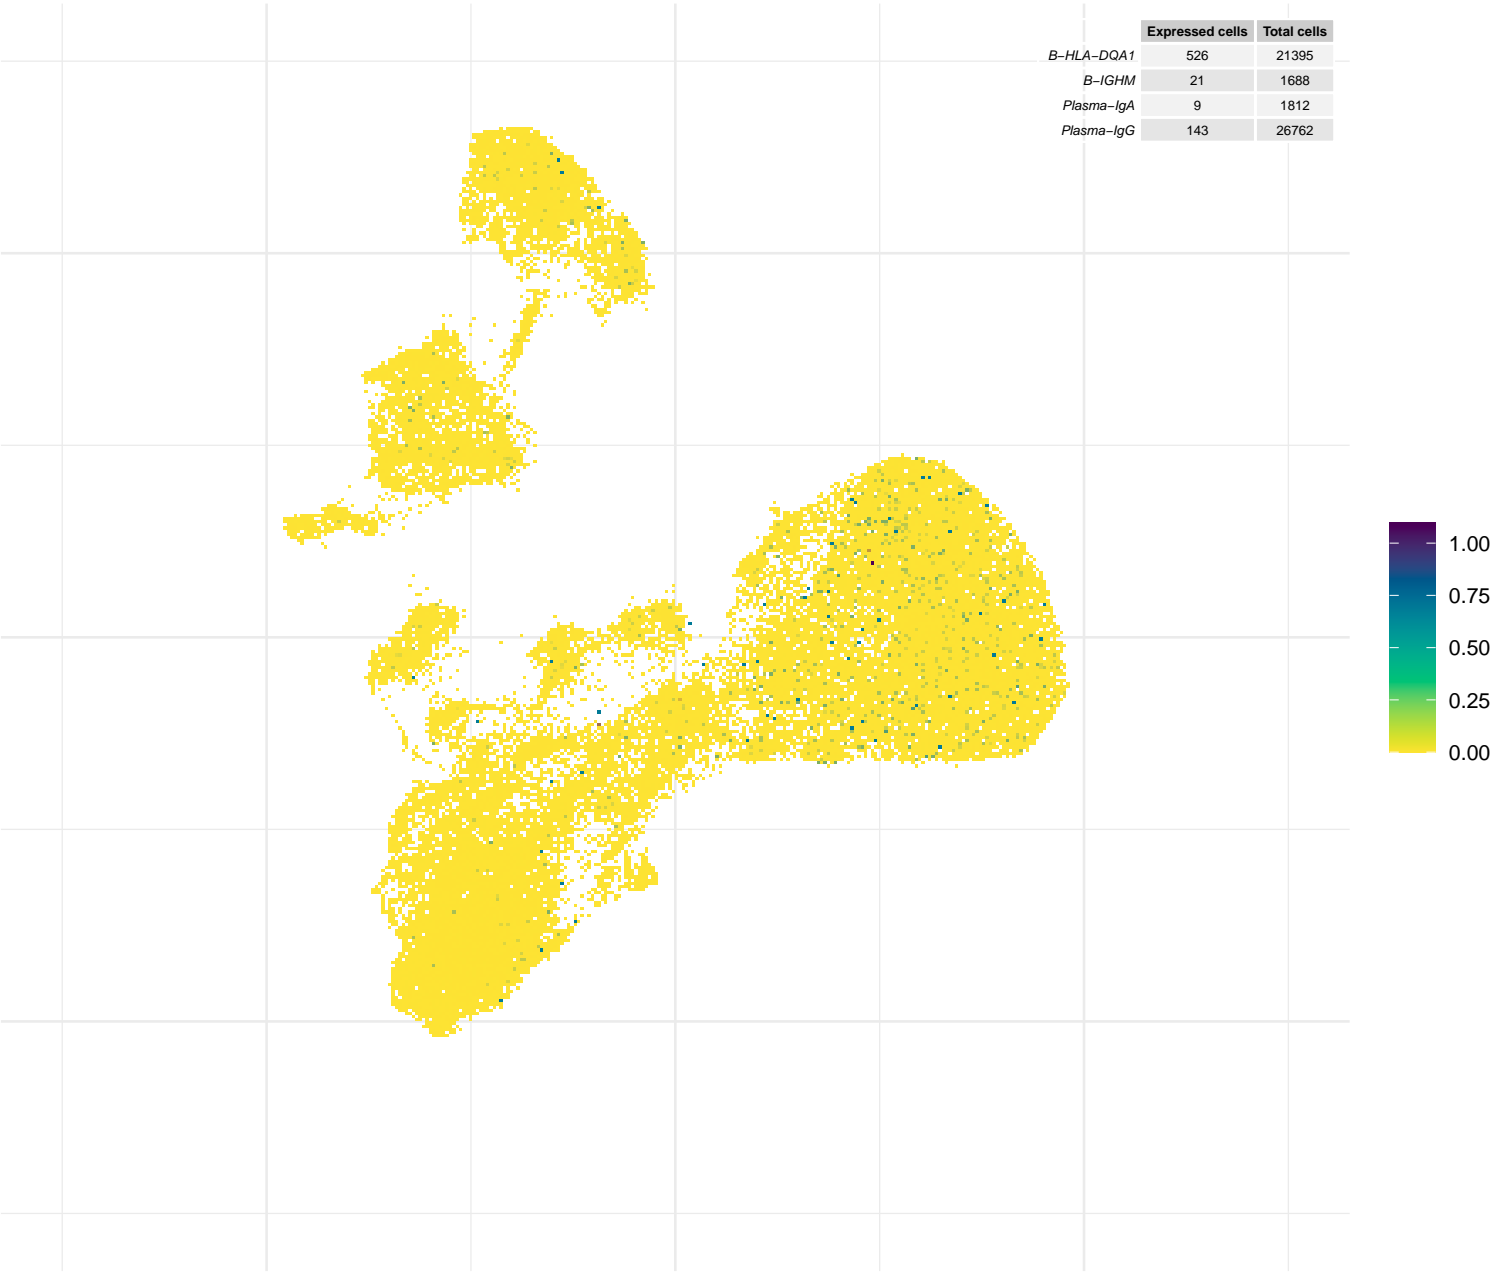 Expressed cells Total cells
B−HLA−DQA1 526 21395
B−IGHM 21 1688
Plasma−IgA 9 1812
Plasma−IgG 143 26762
1.00
0.75
0.50
0.25
0.00